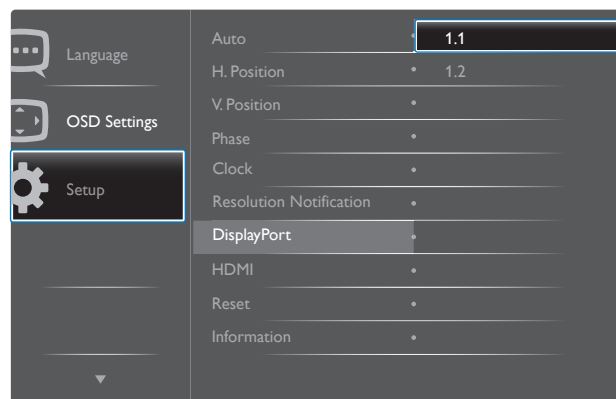 Language
OSD Settings
Setup
Auto
H. Position
V. Position
Phase
Clock
Resolution Notification
DisplayPort
HDMI
Reset
Information
1.1
1.2